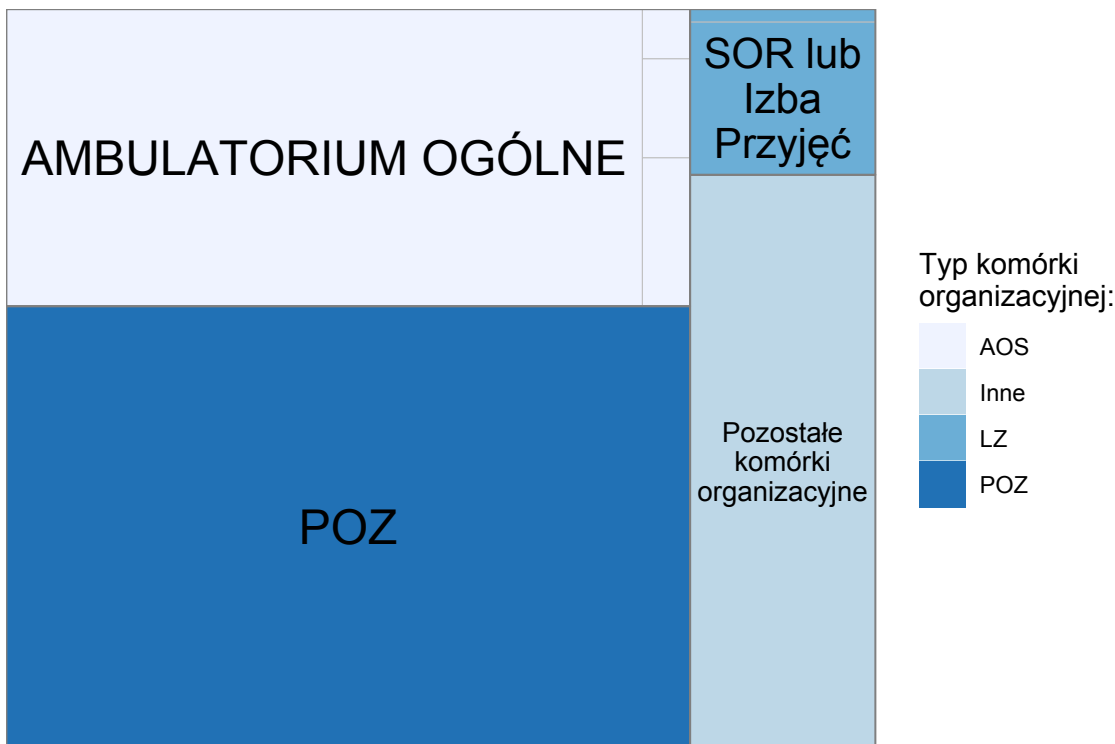 AMBULATORIUM OGÓLNE
SOR lub
Izba
Przyjęć
POZ
Pozostałe
komórki
organizacyjne
Typ komórki
organizacyjnej:
AOS
Inne
LZ
POZ